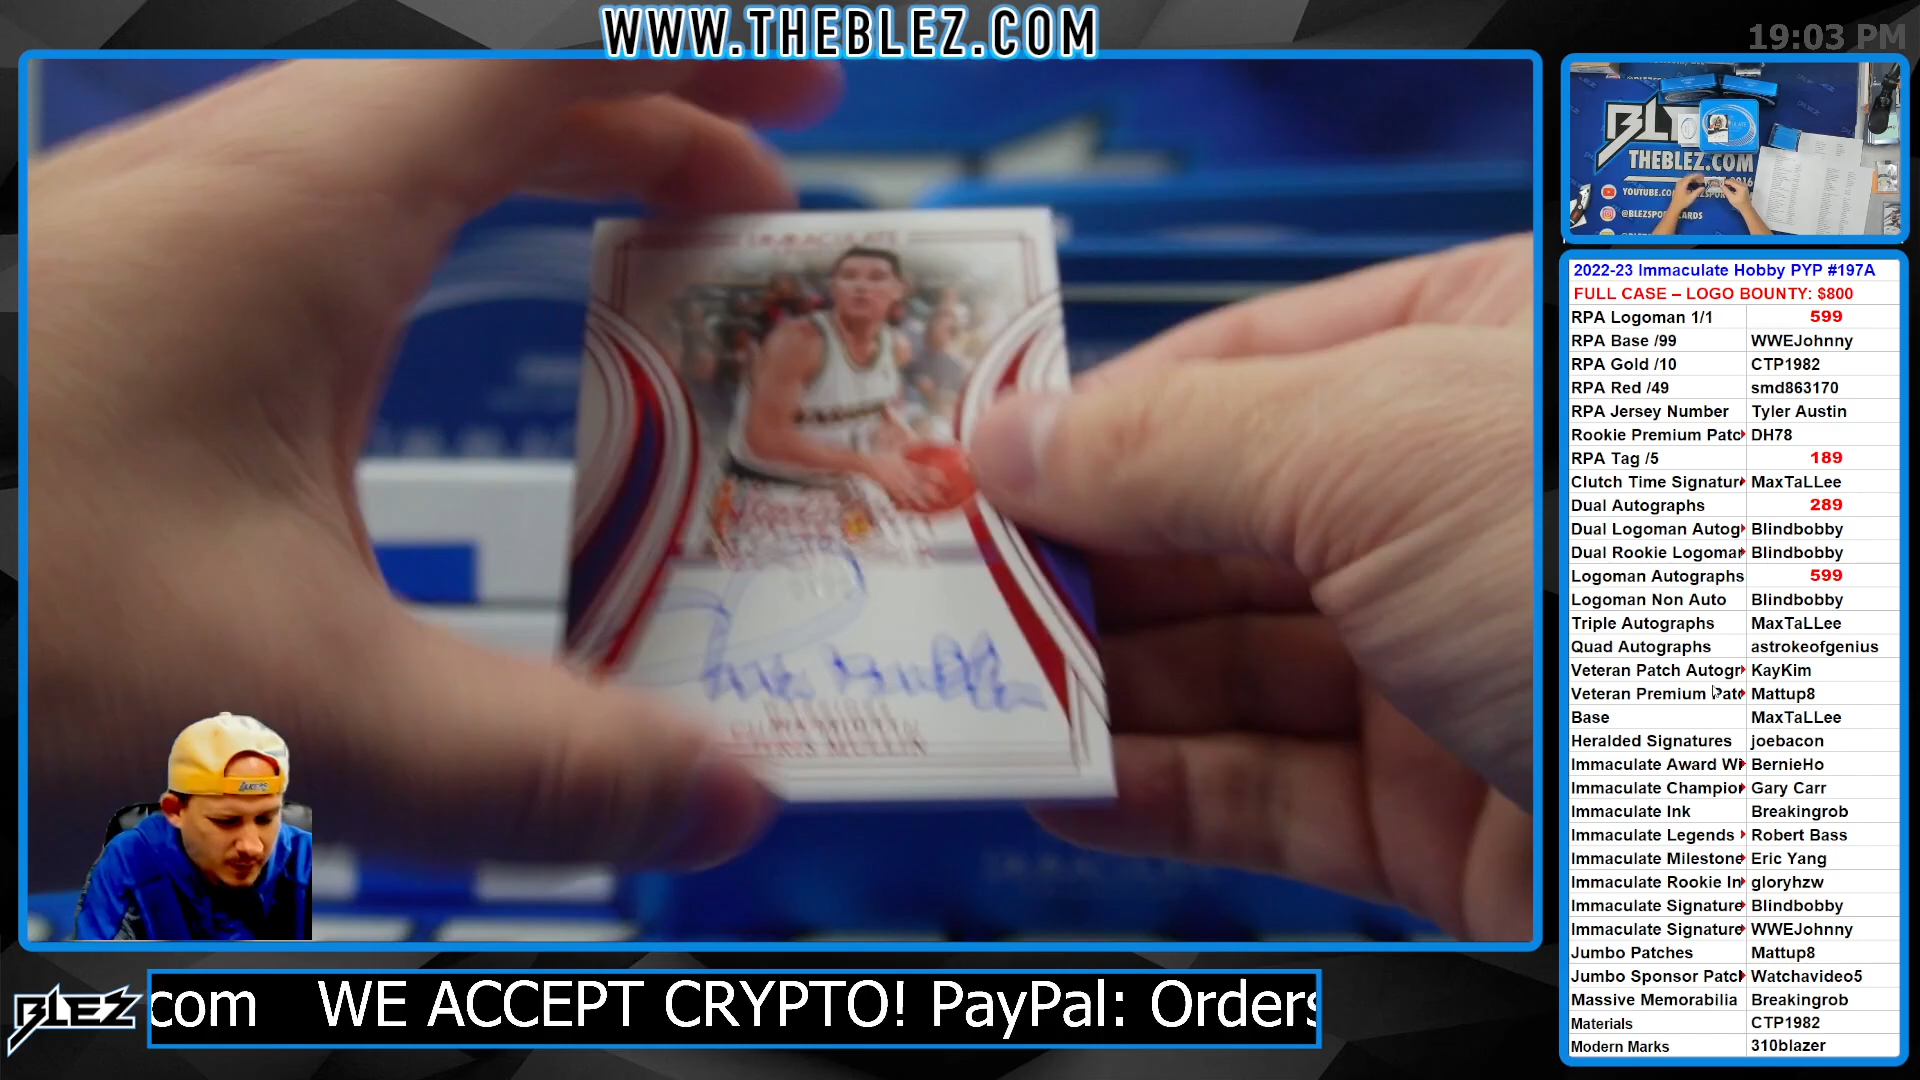 WWW.THEBLEZ.COM
19:03 PM
BLEZ
THEBLEZ.COM
2022-23 Immaculate Hobby PYP #197A
FULL CASE – LOGO BOUNTY: $800
RPA Logoman 1/1 599
RPA Base /99 WWEJohnny
RPA Gold /10 CTP1982
RPA Red /49 smd863170
RPA Jersey Number Tyler Austin
Rookie Premium Patc DH78
RPA Tag /5 189
Clutch Time Signatur MaxTaLLee
Dual Autographs 289
Dual Logoman Autog Blindbobby
Dual Rookie Logomar Blindbobby
Logoman Autographs 599
Logoman Non Auto Blindbobby
Triple Autographs MaxTaLLee
Quad Autographs astrokeofgenius
Veteran Patch Autogr KayKim
Veteran Premium Patc Mattup8
Base MaxTaLLee
Heralded Signatures joebacon
Immaculate Award Wi BernieHo
Immaculate Champio Gary Carr
Immaculate Ink Breakingrob
Immaculate Legends Robert Bass
Immaculate Milestone Eric Yang
Immaculate Rookie In gloryhzw
Immaculate Signature Blindbobby
Immaculate Signature WWEJohnny
Jumbo Patches Mattup8
Jumbo Sponsor Patch Watchavideo5
Massive Memorabilia Breakingrob
Materials CTP1982
Modern Marks 310blazer
BLEZ
com WE ACCEPT CRYPTO! PayPal: Orders